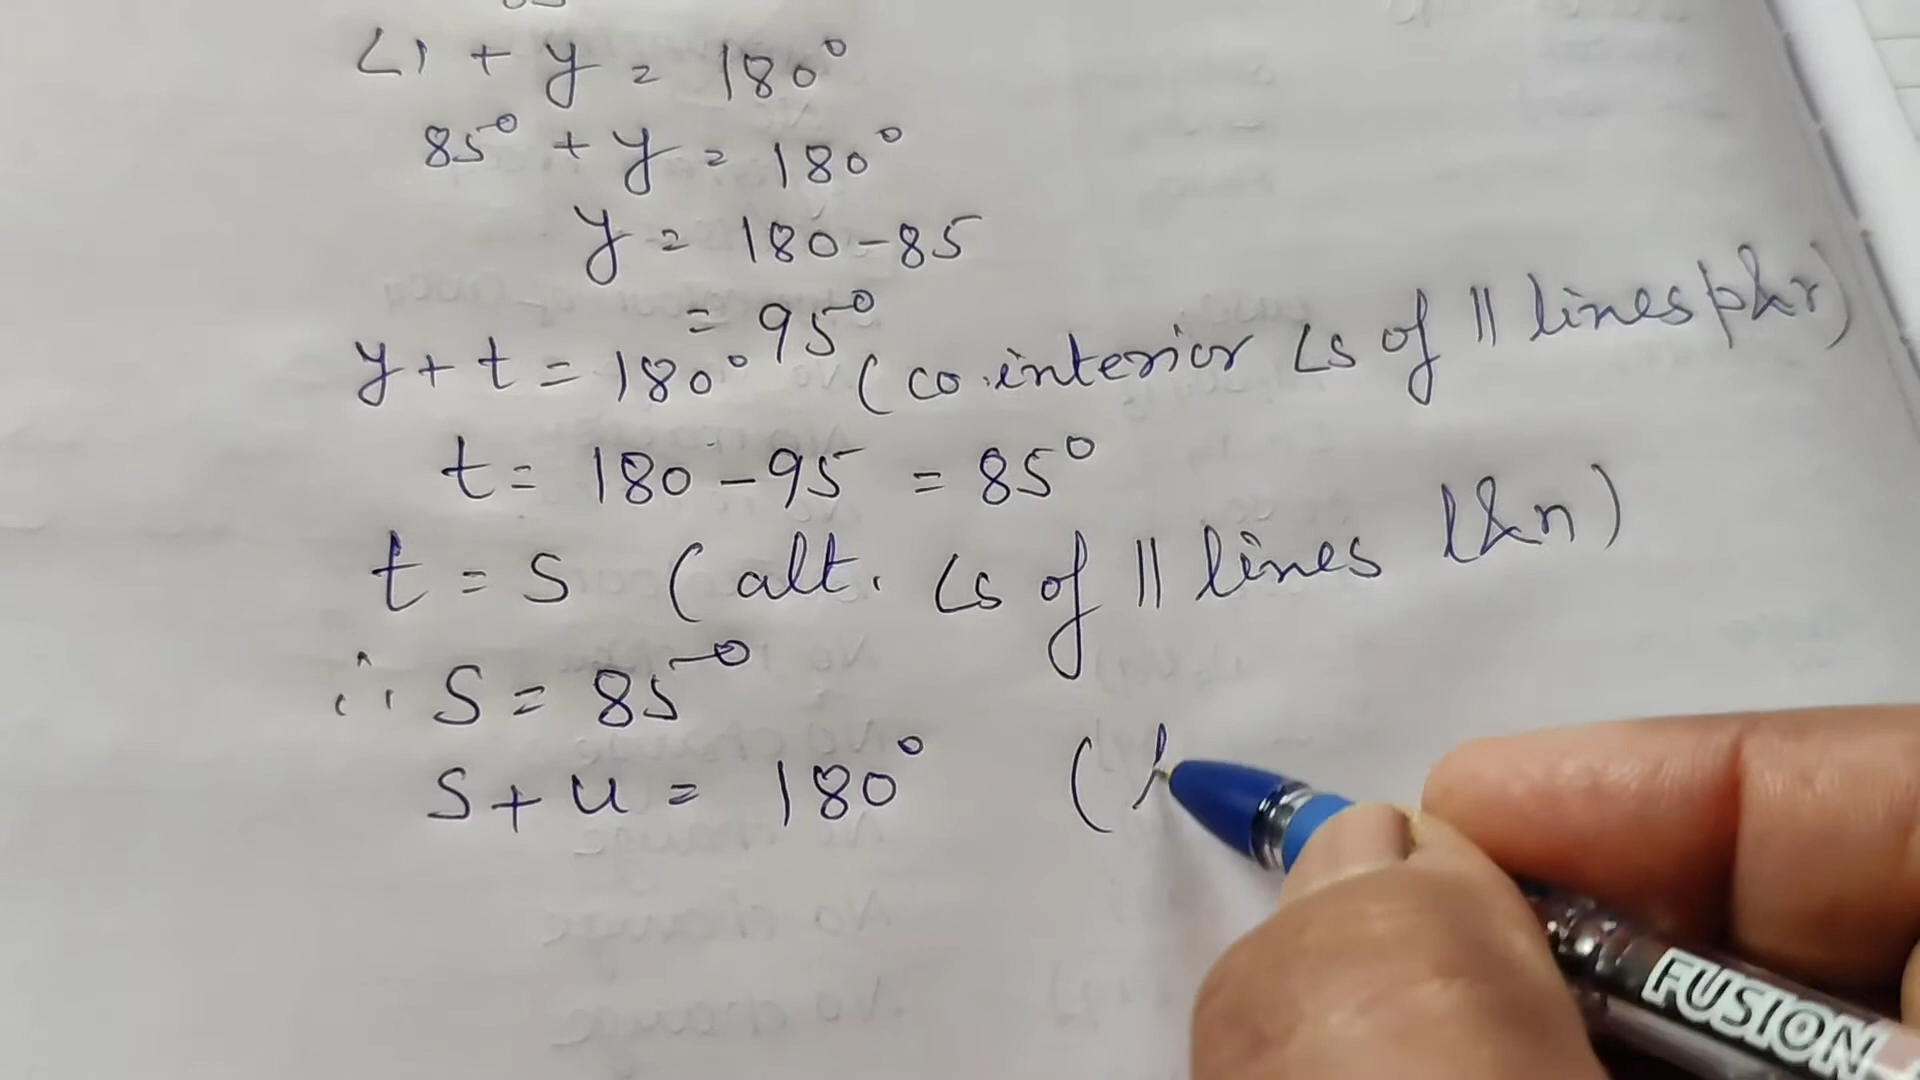 ∠1 + y = 180°
85° + y = 180°
y = 180 - 85
= 95°
y + t = 180° (co.interior ∠s of || lines p&r)
t = 180 - 95 = 85°
t = s (alt. ∠s of || lines l&n)
∴ s = 85°
s + u = 180° (
FUSION